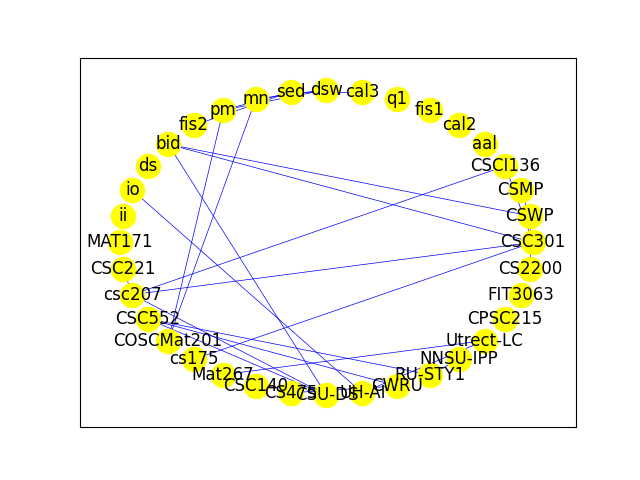 dsw
sed
cal3
mn
q1
pm
fis1
fis2
cal2
bid
aal
ds
CSCI136
io
CSMP
ii
CSWP
MAT171
CSC301
CSC221
CS2200
csc207
FIT3063
CSC552
CPSC215
COSCMat201
Utrect-LC
cs175
NNSU-IPP
Mat267
RU-STY1
CSC140
CWRU
CS475
CSU-DS
UH-AI